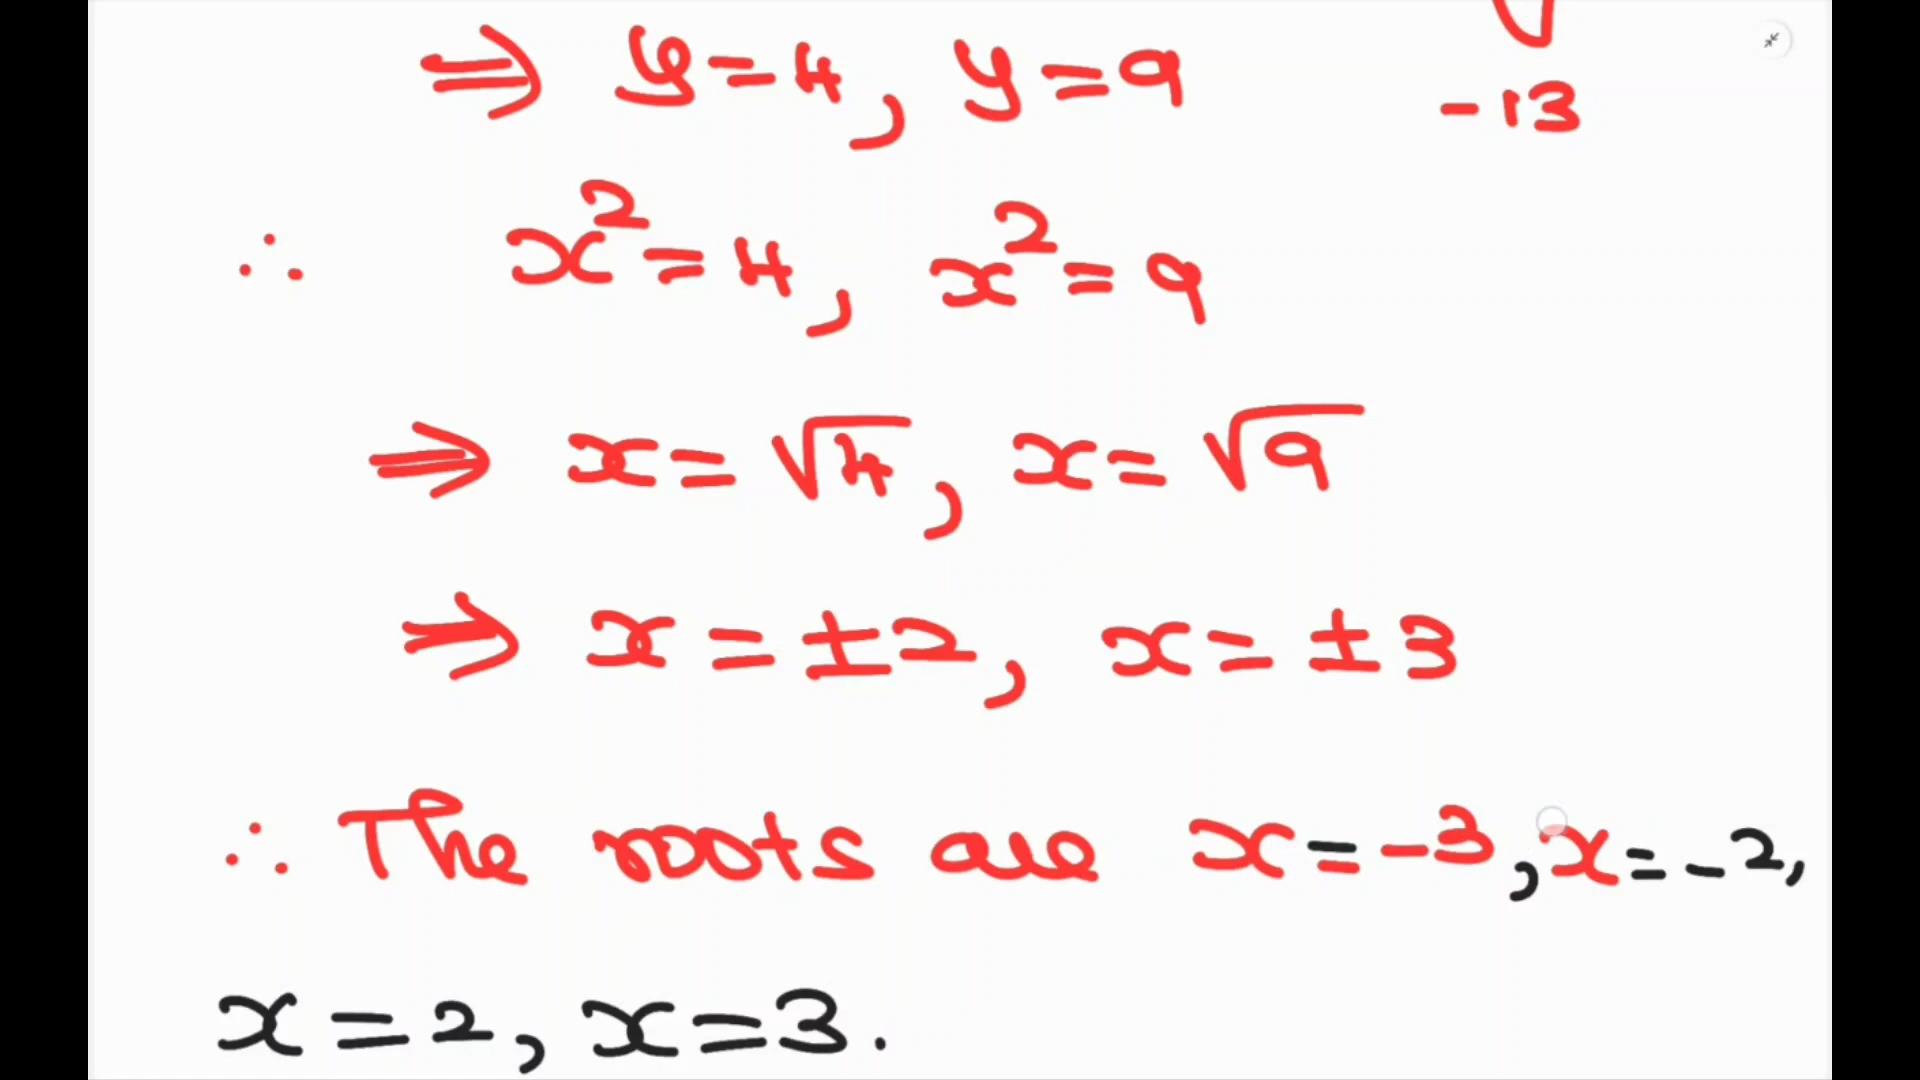 ⇒ y=4, y=9
-13
∴ x²=4, x²=9
⇒ x=√4, x=√9
⇒ x=±2, x=±3
∴ The roots are x=-3, x=-2,
x=2, x=3.